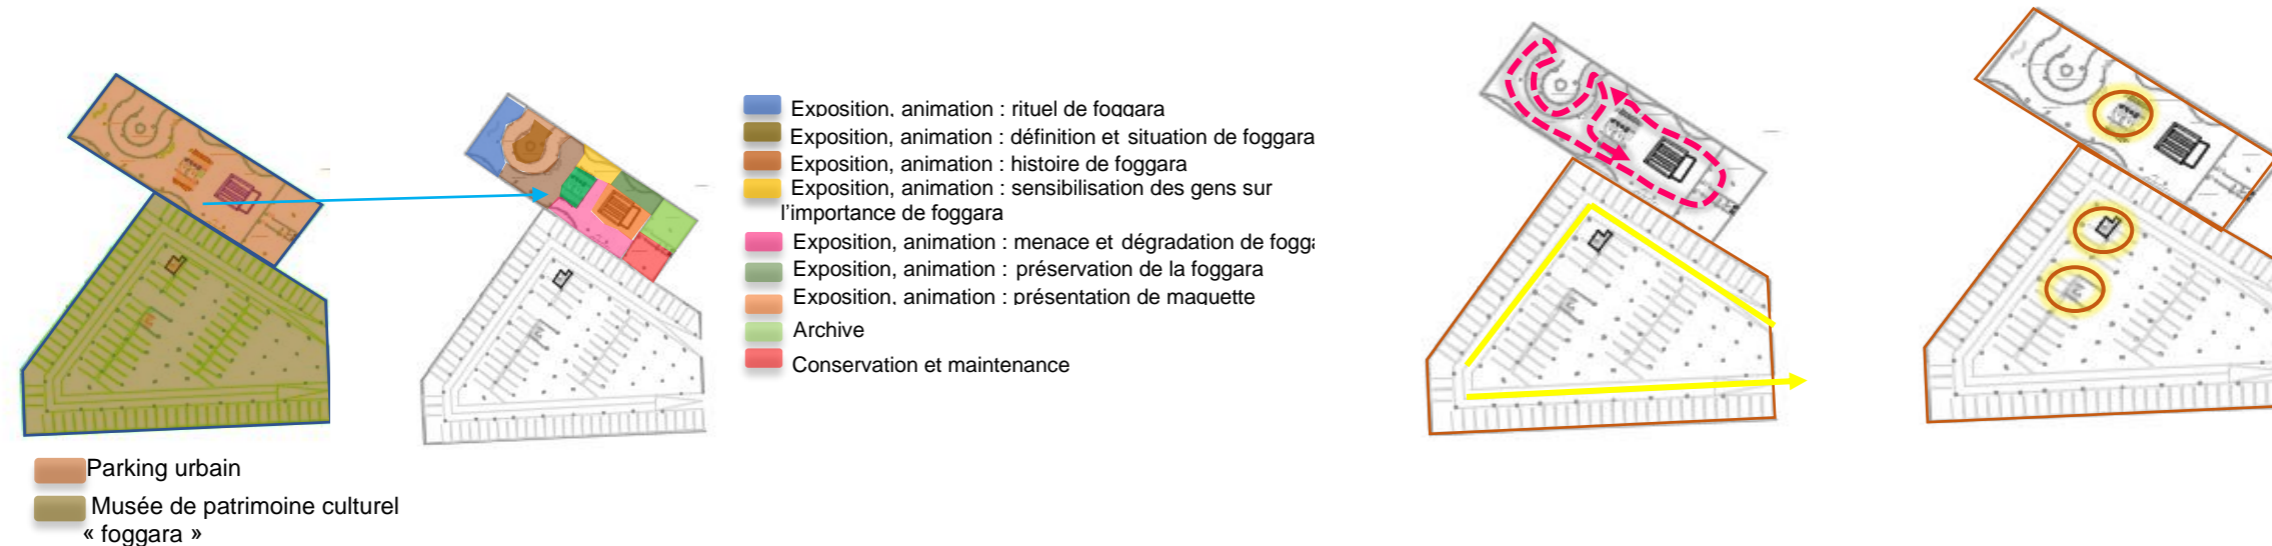 Exposition, animation : rituel de foggara
Exposition, animation : définition et situation de foggara
Exposition, animation : histoire de foggara
Exposition, animation : sensibilisation des gens sur
l'importance de foggara
Exposition, animation : menace et dégradation de fogga
Exposition, animation : préservation de la foggara
Exposition, animation : présentation de maquette
Archive
Conservation et maintenance
Parking urbain
Musée de patrimoine culturel
« foggara »